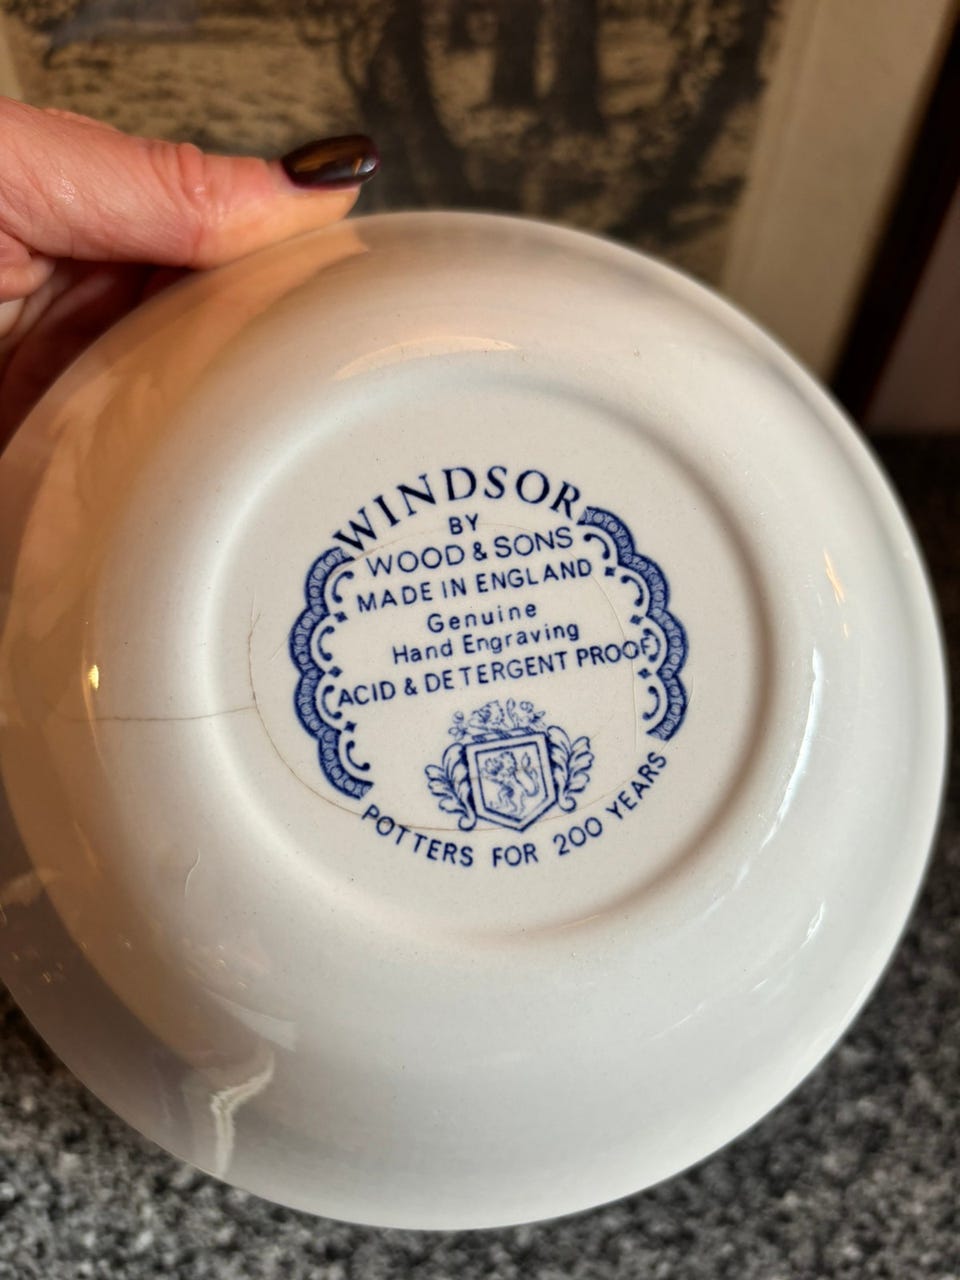 WINDSOR
BY
WOOD & SONS
MADE IN ENGLAND
Genuine
Hand Engraving
ACID & DETERGENT PROOF
POTTERS FOR 200 YEARS